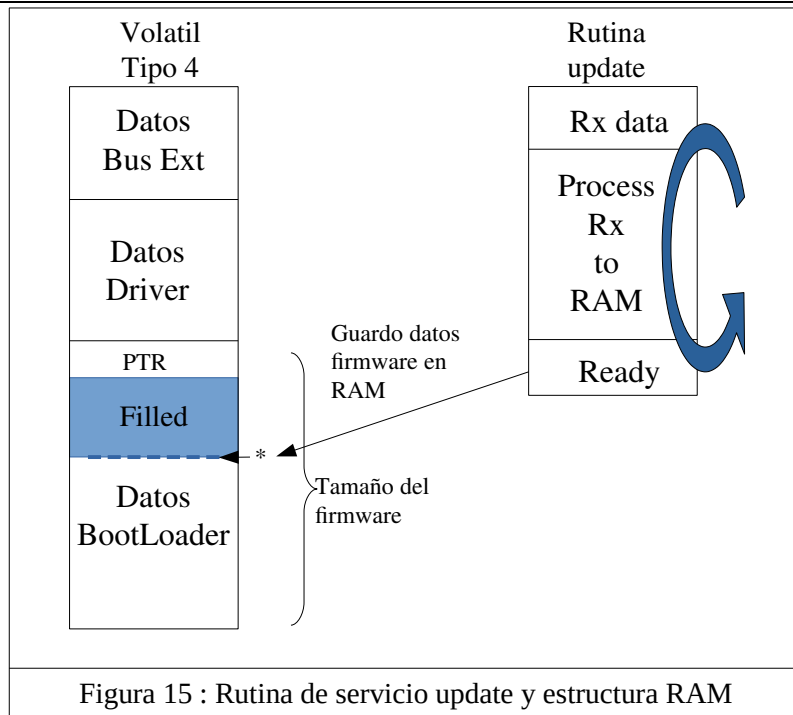 Volatil
Tipo 4
Datos
Bus Ext
Datos
Driver
PTR
Filled
Datos
BootLoader
Guardo datos
firmware en
RAM
*
Tamaño del
firmware
Rutina
update
Rx data
Process
Rx
to
RAM
Ready
Figura 15 : Rutina de servicio update y estructura RAM